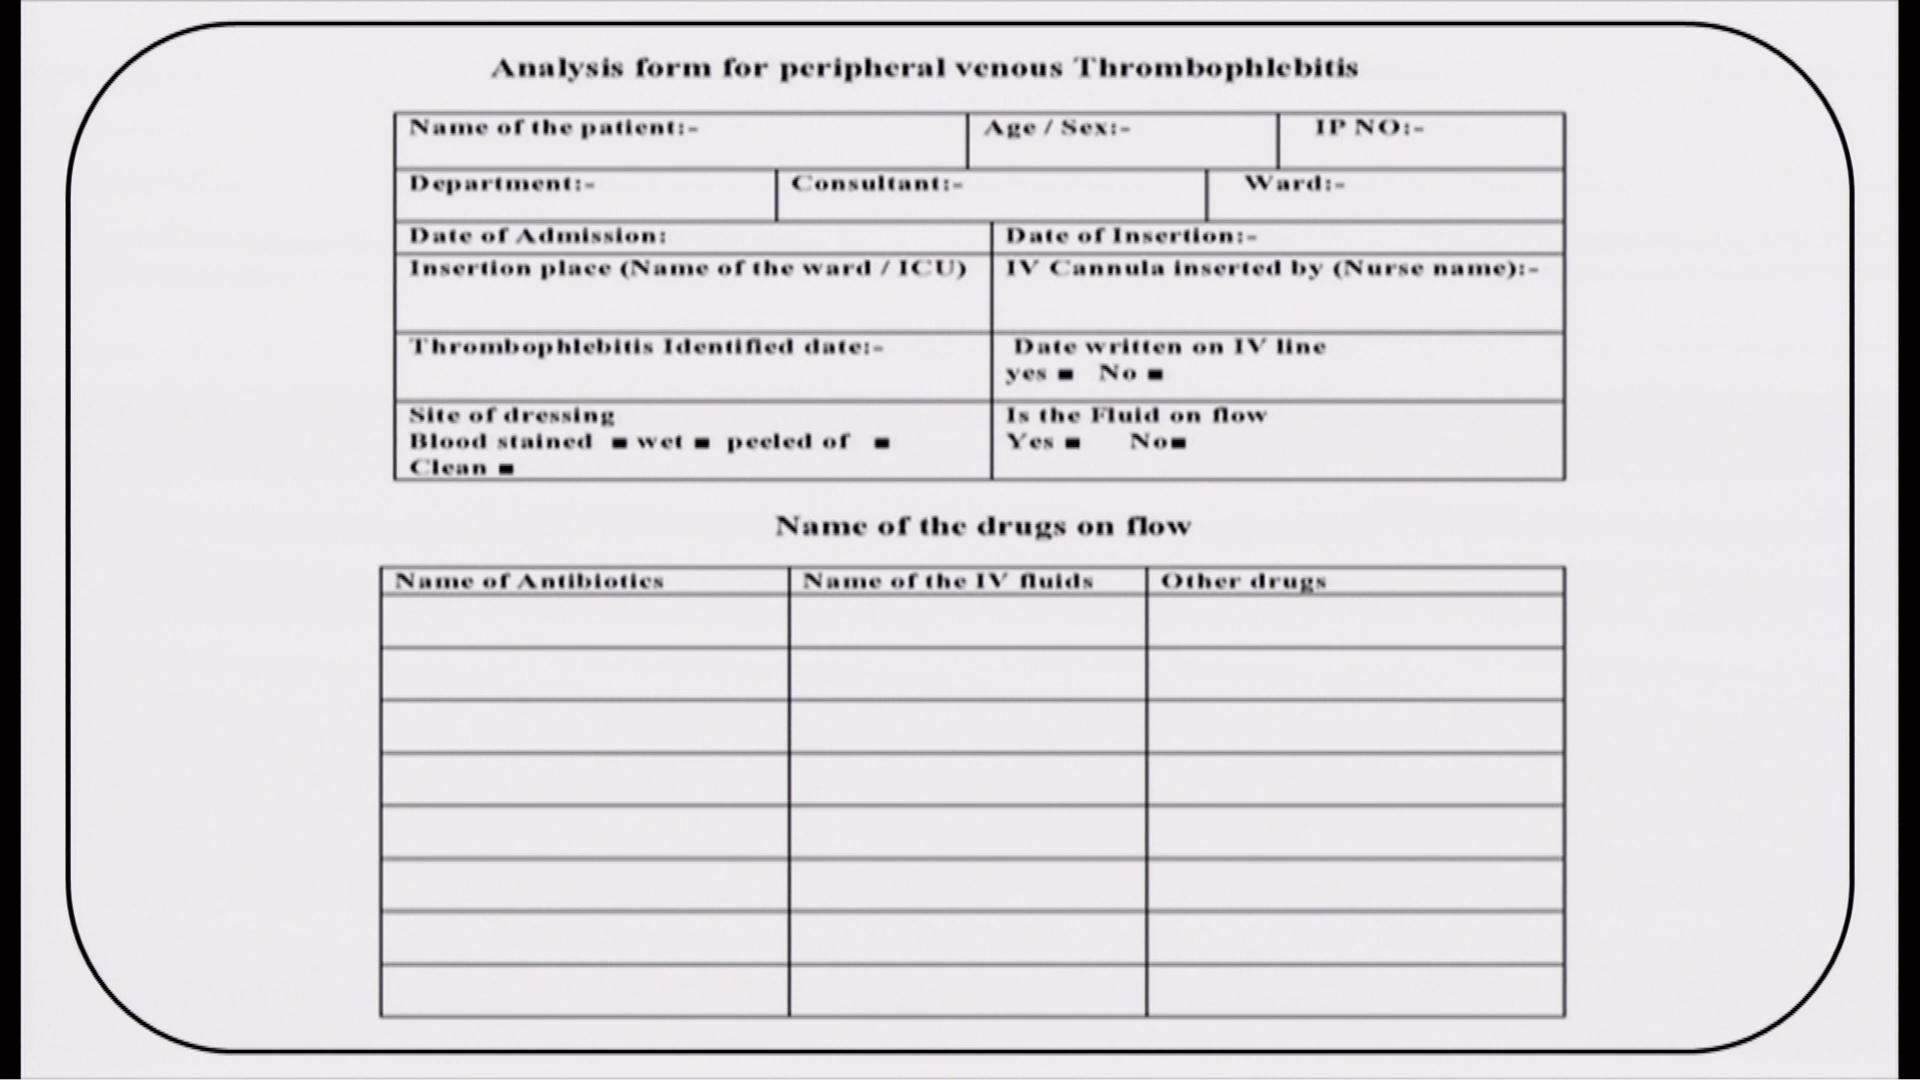 Analysis form for peripheral venous Thrombophlebitis
Name of the patient:- Age / Sex:- IP NO:-
Department:- Consultant:- Ward:-
Date of Admission: Date of Insertion:-
Insertion place (Name of the ward / ICU) IV Cannula inserted by (Nurse name):-
Thrombophlebitis Identified date:- Date written on IV line
yes ■ No ■
Site of dressing Is the Fluid on flow
Blood stained ■ wet ■ peeled of ■ Yes ■ No■
Clean ■
Name of the drugs on flow
Name of Antibiotics Name of the IV fluids Other drugs